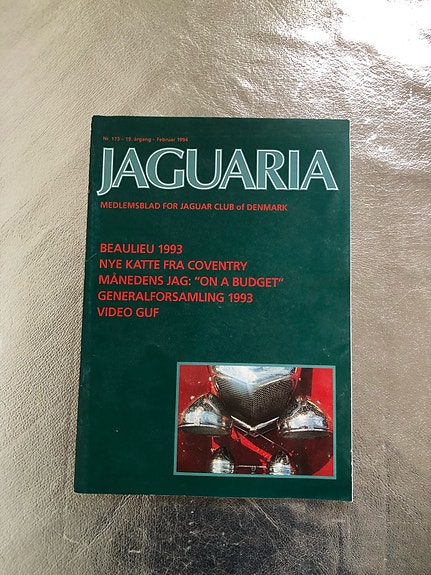 Nr. 173 - 19. årgang - Februar 1994
JAGUARIA
MEDLEMSBLAD FOR JAGUAR CLUB of DENMARK
BEAULIEU 1993
NYE KATTE FRA COVENTRY
MÅNEDENS JAG: "ON A BUDGET"
GENERALFORSAMLING 1993
VIDEO GUF